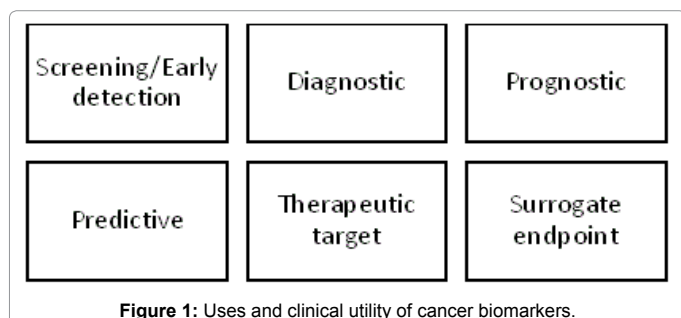 Screening/Early
detection
Diagnostic
Prognostic
Predictive
Therapeutic
target
Surrogate
endpoint
Figure 1: Uses and clinical utility of cancer biomarkers.